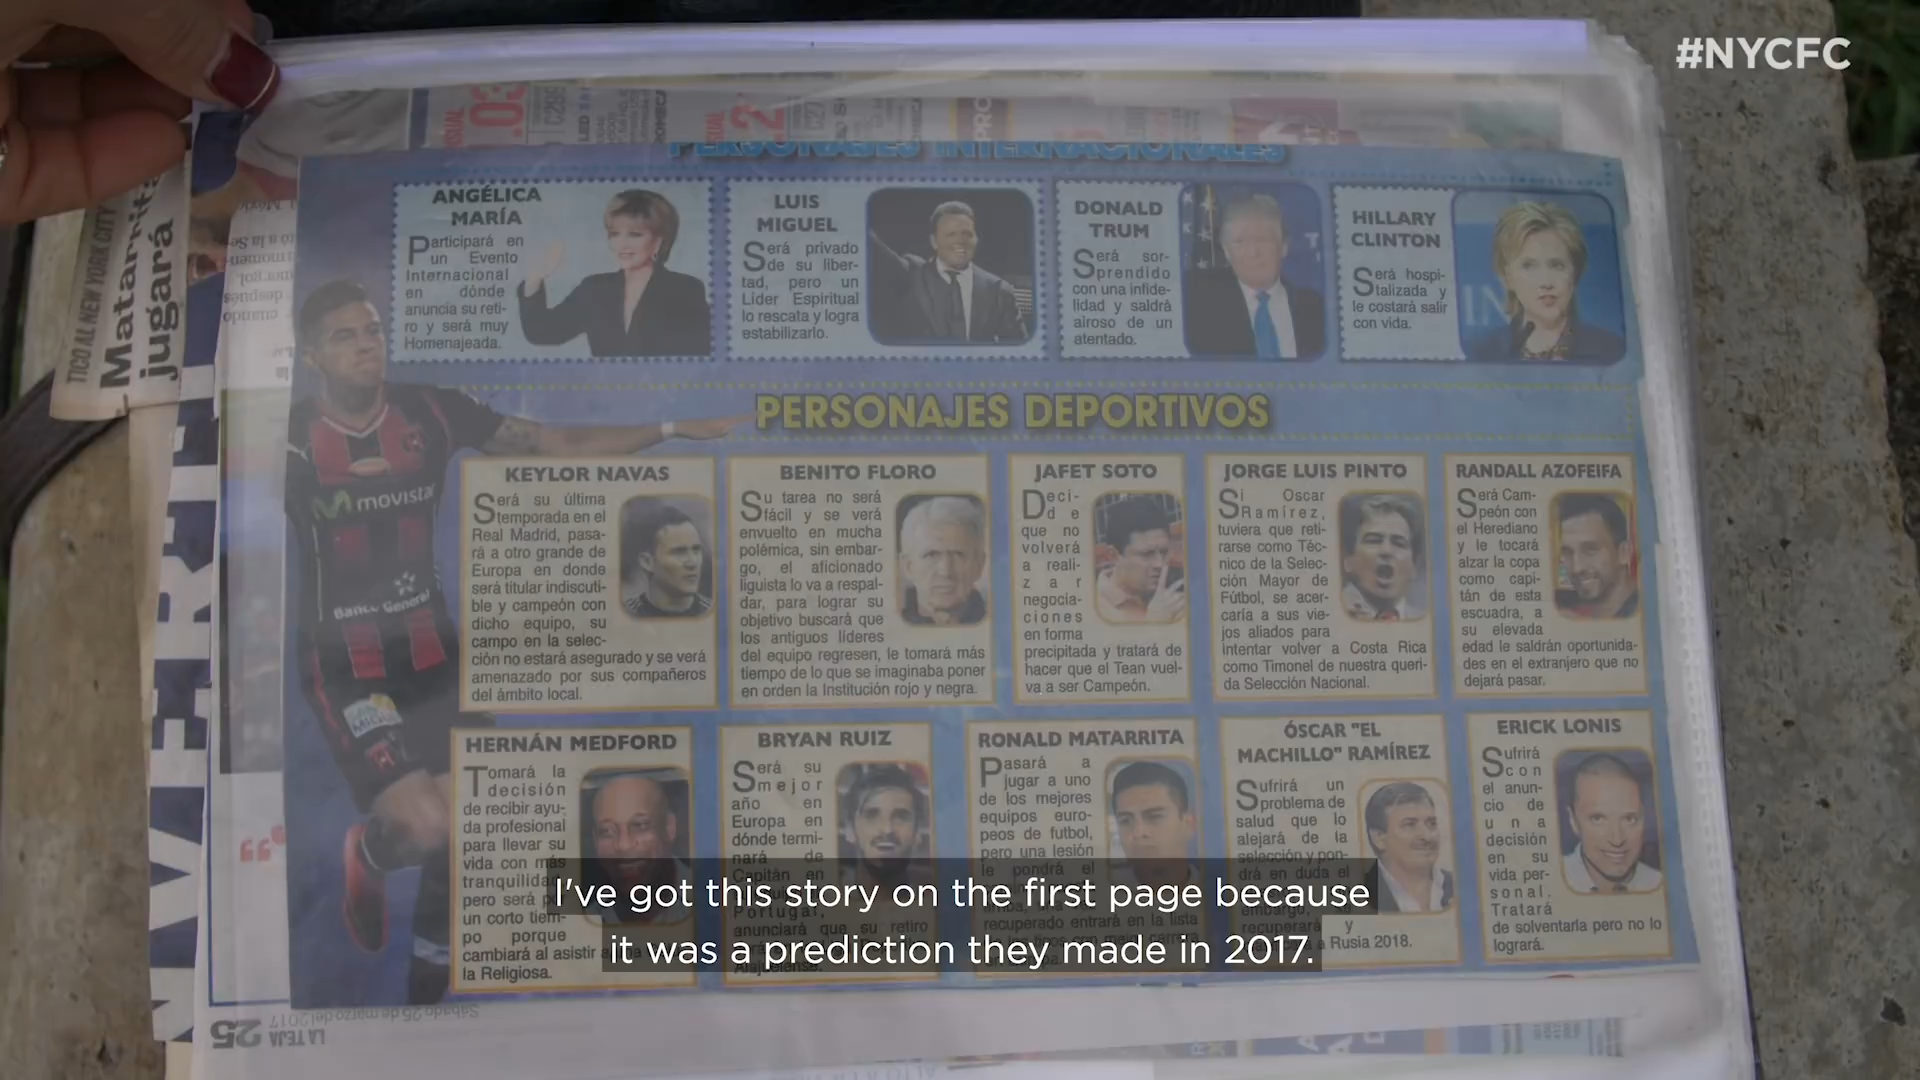 #NYCFC
TICO AL NEW YORK CITY
Matarrita
jugará
PERSONAJES INTERNACIONALES
ANGÉLICA
MARÍA
Participará en
un Evento
Internacional
en dónde
anuncia su reti-
ro y será muy
Homenajeada.
LUIS
MIGUEL
Será privado
de su liber-
tad, pero un
Líder Espiritual
lo rescata y logra
estabilizarlo.
DONALD
TRUM
Será sor-
prendido
con una infide-
lidad y saldrá
airoso de un
atentado.
HILLARY
CLINTON
Será hospi-
talizada y
le costará salir
con vida.
PERSONAJES DEPORTIVOS
movistar
Banco General
KEYLOR NAVAS
Será su última
temporada en el
Real Madrid, pasa-
rá a otro grande de
Europa en donde
será titular indiscuti-
ble y campeón con
dicho equipo, su
campo en la selec-
ción no estará asegurado y se verá
amenazado por sus compañeros
del ámbito local.
BENITO FLORO
Su tarea no será
fácil y se verá
envuelto en mucha
polémica, sin embar-
go, el aficionado
liguista lo va a respal-
dar, para lograr su
objetivo buscará que
los antiguos líderes
del equipo regresen, le tomará más
tiempo de lo que se imaginaba poner
en orden la Institución rojo y negra.
JAFET SOTO
Deci-
de
que no
volverá
a reali-
zar
negocia-
ciones
en forma
precipitada y tratará de
hacer que el Tean vuel-
va a ser Campeón.
JORGE LUIS PINTO
Si Oscar
Ramírez,
tuviera que reti-
rarse como Téc-
nico de la Selec-
ción Mayor de
Fútbol, se acer-
caría a sus vie-
jos aliados para
intentar volver a Costa Rica
como Timonel de nuestra queri-
da Selección Nacional.
RANDALL AZOFEIFA
Será Cam-
peón con
el Herediano
y le tocará
alzar la copa
como capi-
tán de esta
escuadra, a
su elevada
edad le saldrán oportunida-
des en el extranjero que no
dejará pasar.
HERNÁN MEDFORD
Tomará la
decisión
de recibir ayu-
da profesional
para llevar su
vida con más
tranquilidad
pero será
un corto tiem-
po porque
cambiará al asistir
la Religiosa.
BRYAN RUIZ
Será su
mejor
año en
Europa en
dónde termi-
nará de
Capitán en
Portugal,
anunciará que su retiro
Alajuelense.
RONALD MATARRITA
Pasará a
jugar a uno
de los mejores
equipos euro-
peos de futbol,
pero una lesión
le pondrá el
recuperado entrará en la lista
ÓSCAR "EL
MACHILLO" RAMÍREZ
Sufrirá un
problema de
salud que lo
alejará de la
selección y pon-
drá en duda el
embargo,
recuperará y
a Rusia 2018.
ERICK LONIS
Sufrirá
con
el anun-
cio de
una
decisión
en su
vida per-
sonal.
Tratará
de solventarla pero no lo
logrará.
I've got this story on the first page because
it was a prediction they made in 2017.
25 LA TEJA
Sábado 25 de marzo del 2017